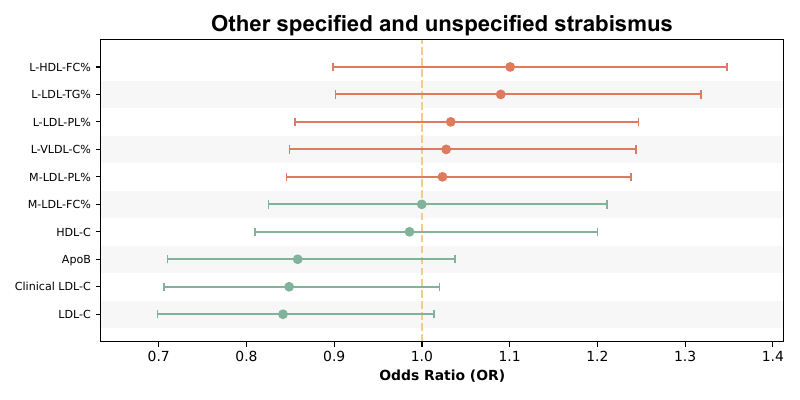 Other specified and unspecified strabismus
L-HDL-FC%
L-LDL-TG%
L-LDL-PL%
L-VLDL-C%
M-LDL-PL%
M-LDL-FC%
HDL-C
ApoB
Clinical LDL-C
LDL-C
0.7 0.8 0.9 1.0 1.1 1.2 1.3 1.4
Odds Ratio (OR)